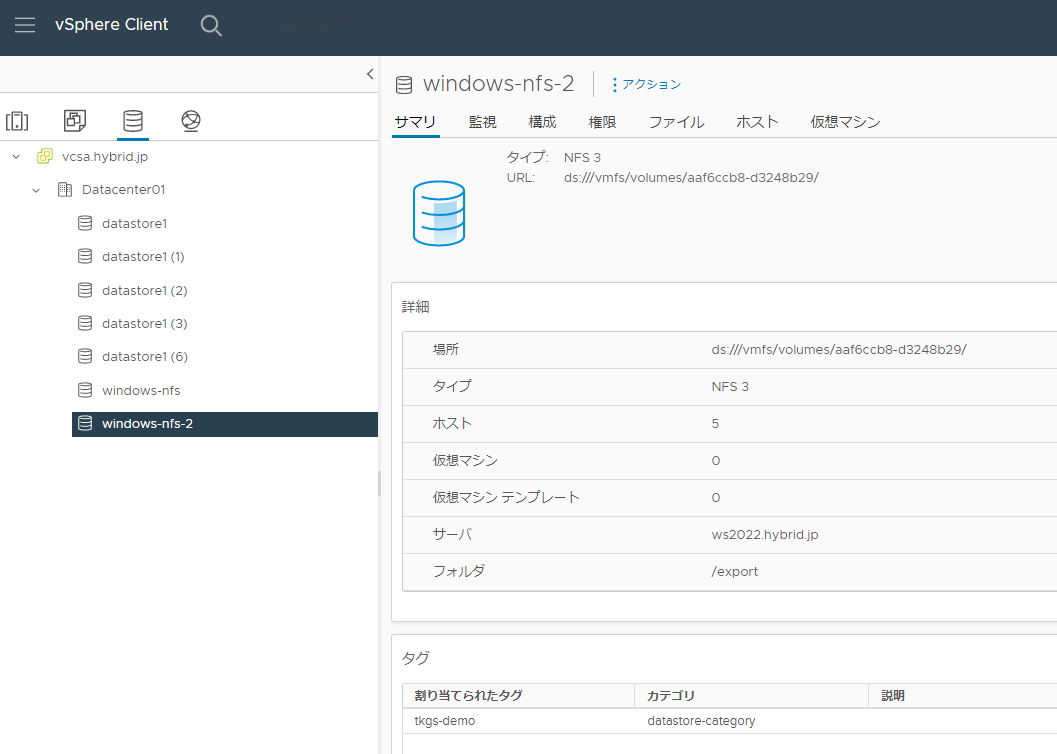 vSphere Client
windows-nfs-2
アクション
サマリ 監視 構成 権限 ファイル ホスト 仮想マシン
vcsa.hybrid.jp
Datacenter01
datastore1
datastore1 (1)
datastore1 (2)
datastore1 (3)
datastore1 (6)
windows-nfs
windows-nfs-2
タイプ: NFS 3
URL: ds:///vmfs/volumes/aaf6ccb8-d3248b29/
詳細
場所 ds:///vmfs/volumes/aaf6ccb8-d3248b29/
タイプ NFS 3
ホスト 5
仮想マシン 0
仮想マシン テンプレート 0
サーバ ws2022.hybrid.jp
フォルダ /export
タグ
割り当てられたタグ カテゴリ 説明
tkgs-demo datastore-category